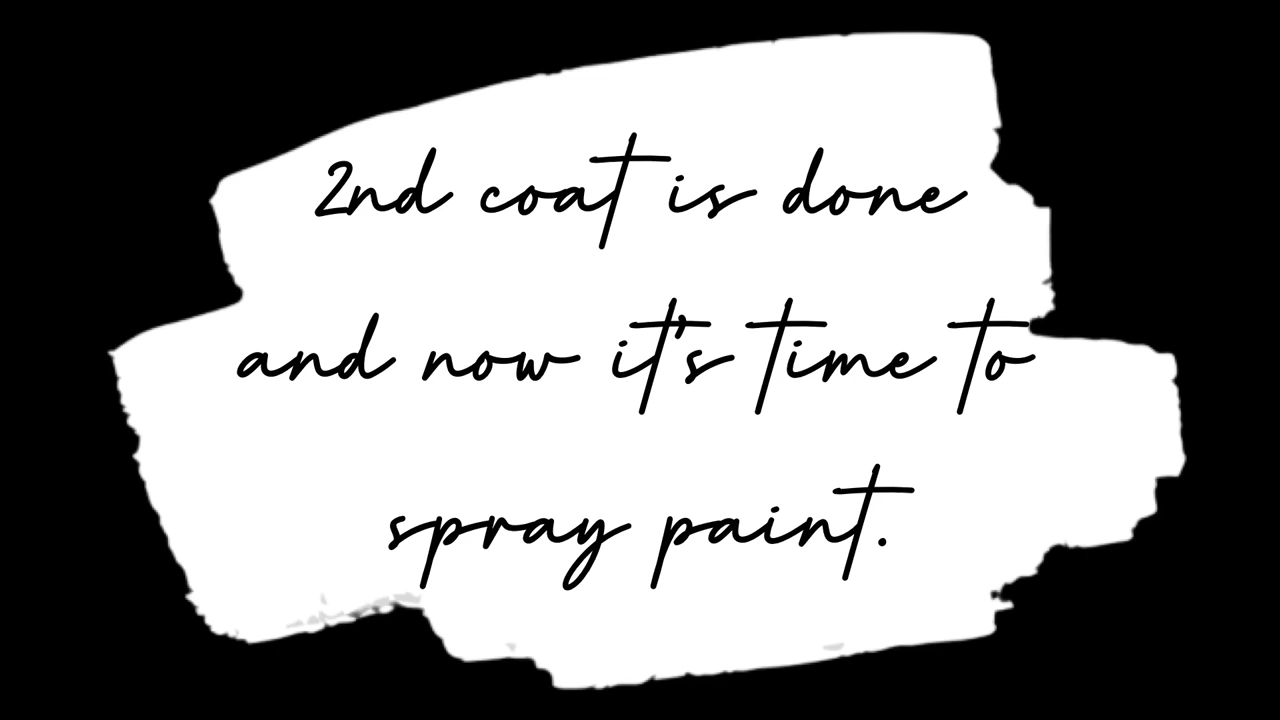 2nd coat is done
and now it's time to
spray paint.